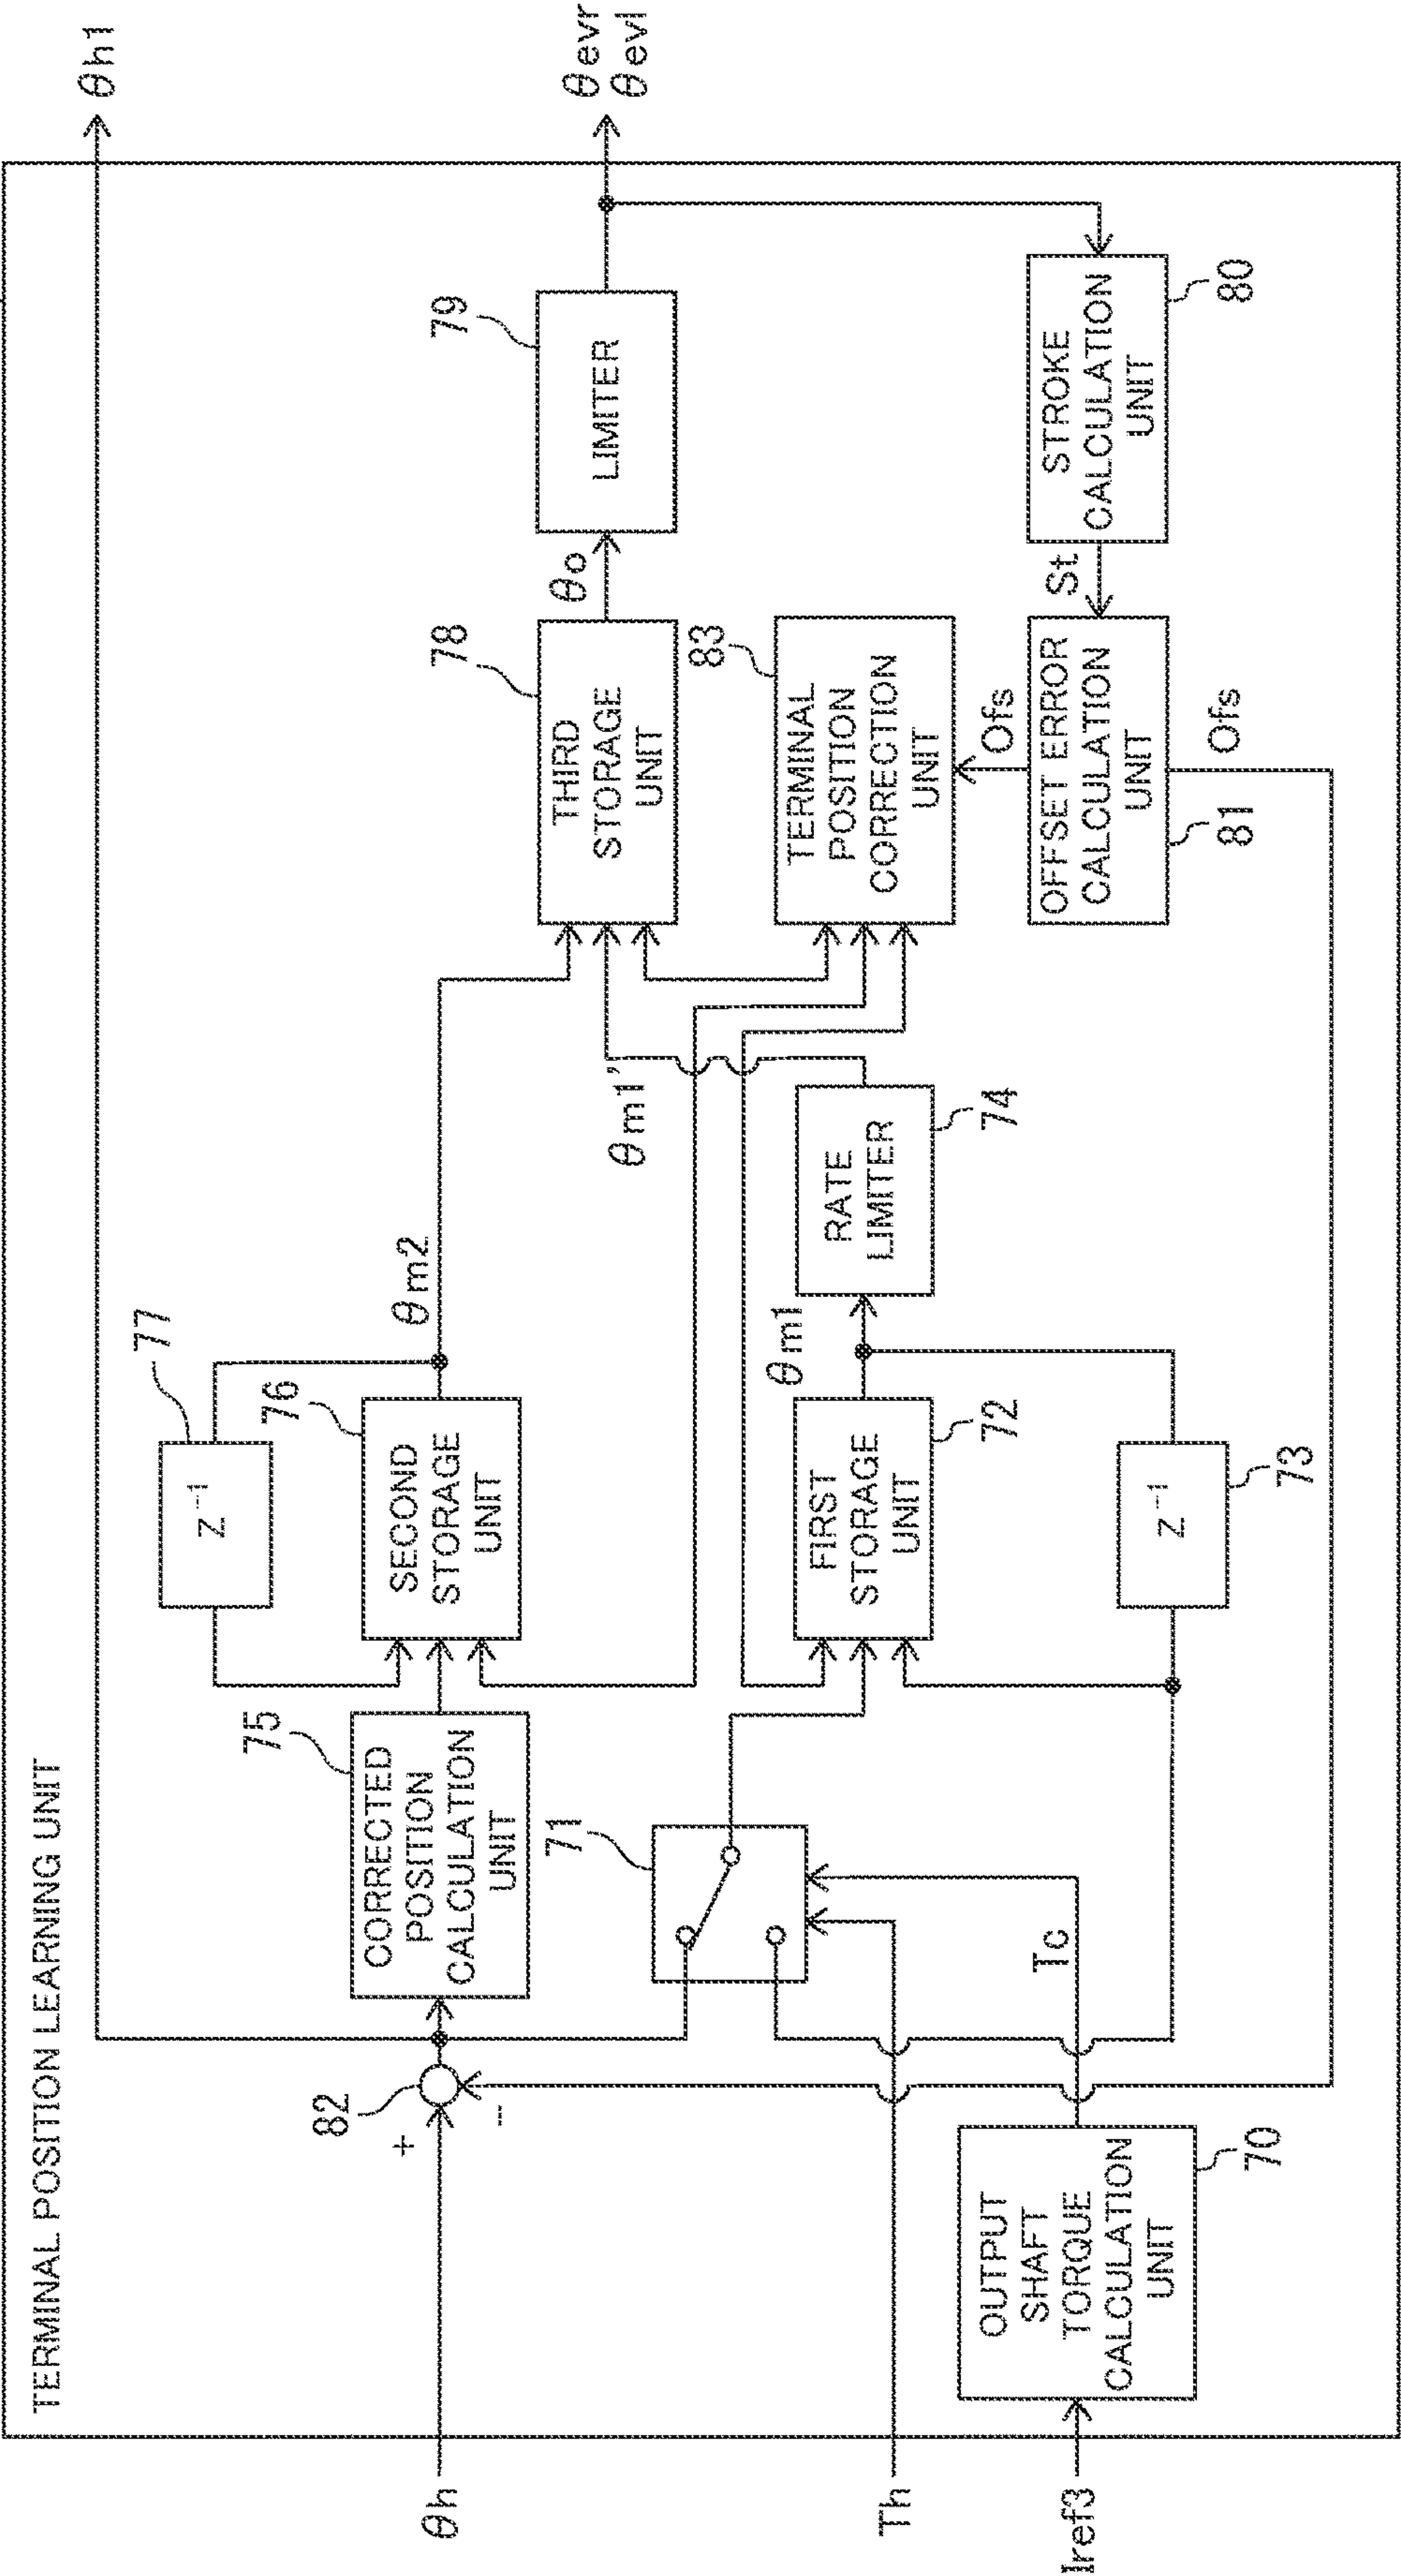 TERMINAL POSITION LEARNING UNIT
θh
Th
Iref3
+
−
82
OUTPUT
SHAFT
TORQUE
CALCULATION
UNIT
70
Tc
71
CORRECTED
POSITION
CALCULATION
UNIT
75
Z⁻¹
77
SECOND
STORAGE
UNIT
76
θm2
FIRST
STORAGE
UNIT
72
θm1
Z⁻¹
73
RATE
LIMITER
74
θm1'
THIRD
STORAGE
UNIT
78
θo
TERMINAL
POSITION
CORRECTION
UNIT
83
Ofs
OFFSET ERROR
CALCULATION
UNIT
81
Ofs
St
LIMITER
79
STROKE
CALCULATION
UNIT
80
θh1
θevr
θevl